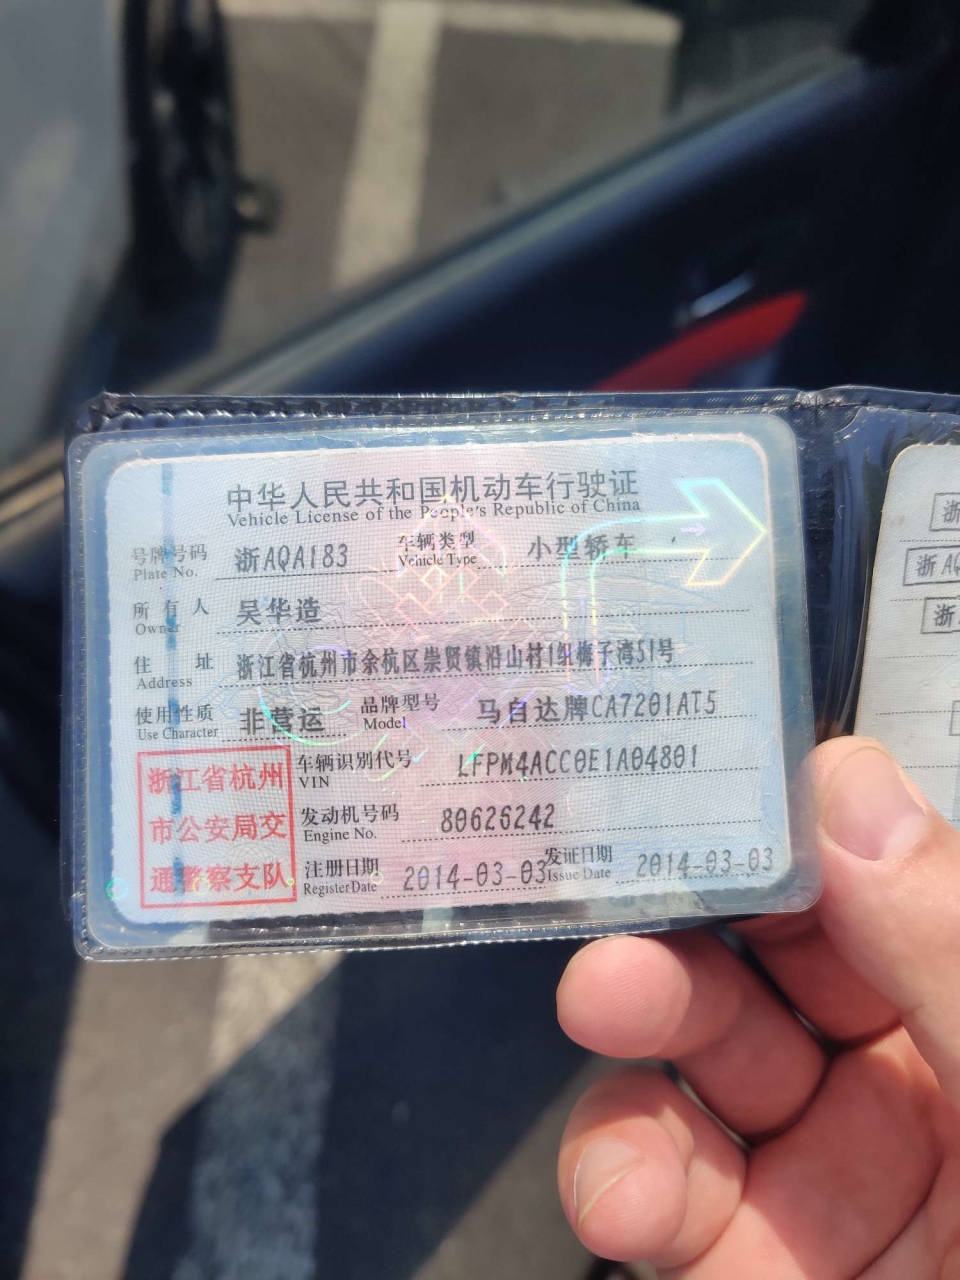 中华人民共和国机动车行驶证
Vehicle License of the People's Republic of China
号牌号码 浙AQA183 车辆类型 小型轿车
Plate No. Vehicle Type
所有人 吴华造
Owner
住址 浙江省杭州市余杭区崇贤镇沿山村1组梅子湾51号
Address
使用性质 非营运 品牌型号 马自达牌CA7201AT5
Use Character Model
浙江省杭州
市公安局交
通警察支队
车辆识别代号 LFPM4ACC0E1A04801
VIN
发动机号码 80626242
Engine No.
注册日期 2014-03-03 发证日期 2014-03-03
Register Date Issue Date
浙
浙AQ
浙